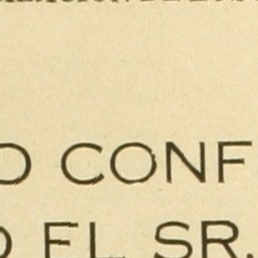 O CONF
O EL SR.